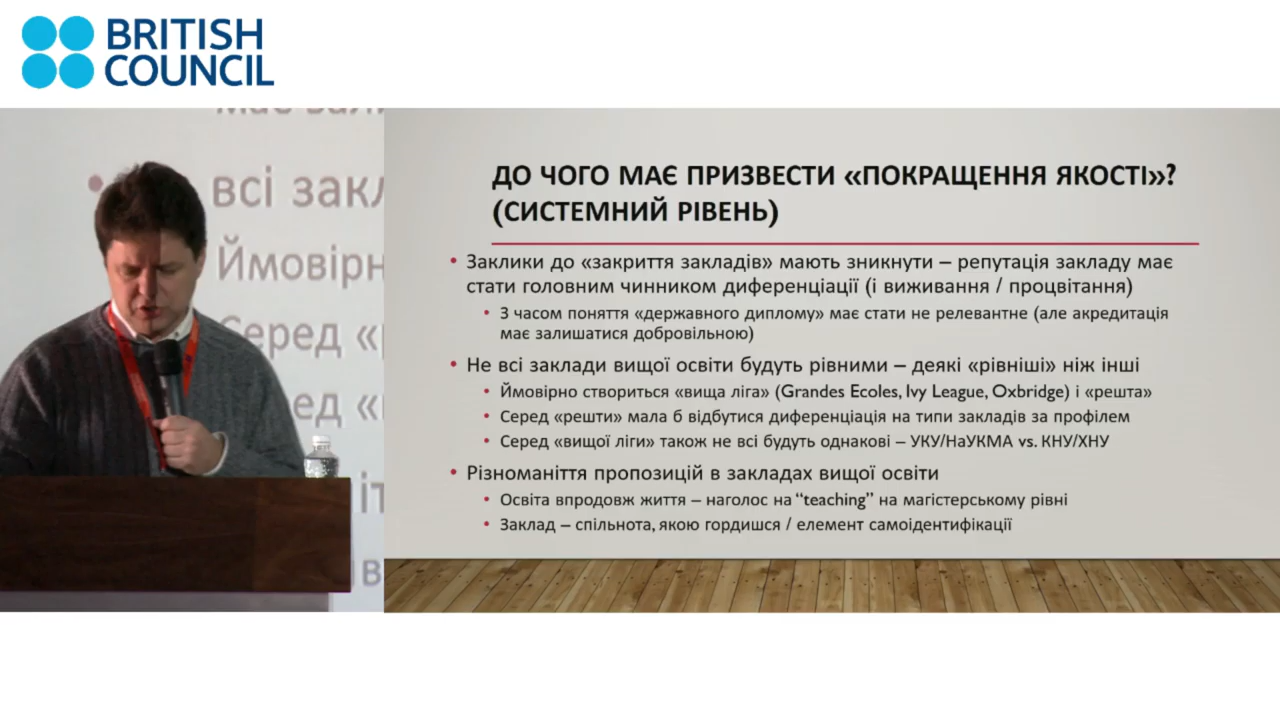 BRITISH
COUNCIL
всі закл
Ймовірн
Серед «р
ДО ЧОГО МАЄ ПРИЗВЕСТИ «ПОКРАЩЕННЯ ЯКОСТІ»?
(СИСТЕМНИЙ РІВЕНЬ)
• Заклики до «закриття закладів» мають зникнути – репутація закладу має
стати головним чинником диференціації (і виживання / процвітання)
• З часом поняття «державного диплому» має стати не релевантне (але акредитація
має залишатися добровільною)
• Не всі заклади вищої освіти будуть рівними – деякі «рівніші» ніж інші
• Ймовірно створиться «вища ліга» (Grandes Ecoles, Ivy League, Oxbridge) і «решта»
• Серед «решти» мала б відбутися диференціація на типи закладів за профілем
• Серед «вищої ліги» також не всі будуть однакові – УКУ/НаУКМА vs. КНУ/ХНУ
• Різноманіття пропозицій в закладах вищої освіти
• Освіта впродовж життя – наголос на “teaching” на магістерському рівні
• Заклад – спільнота, якою гордишся / елемент самоідентифікації